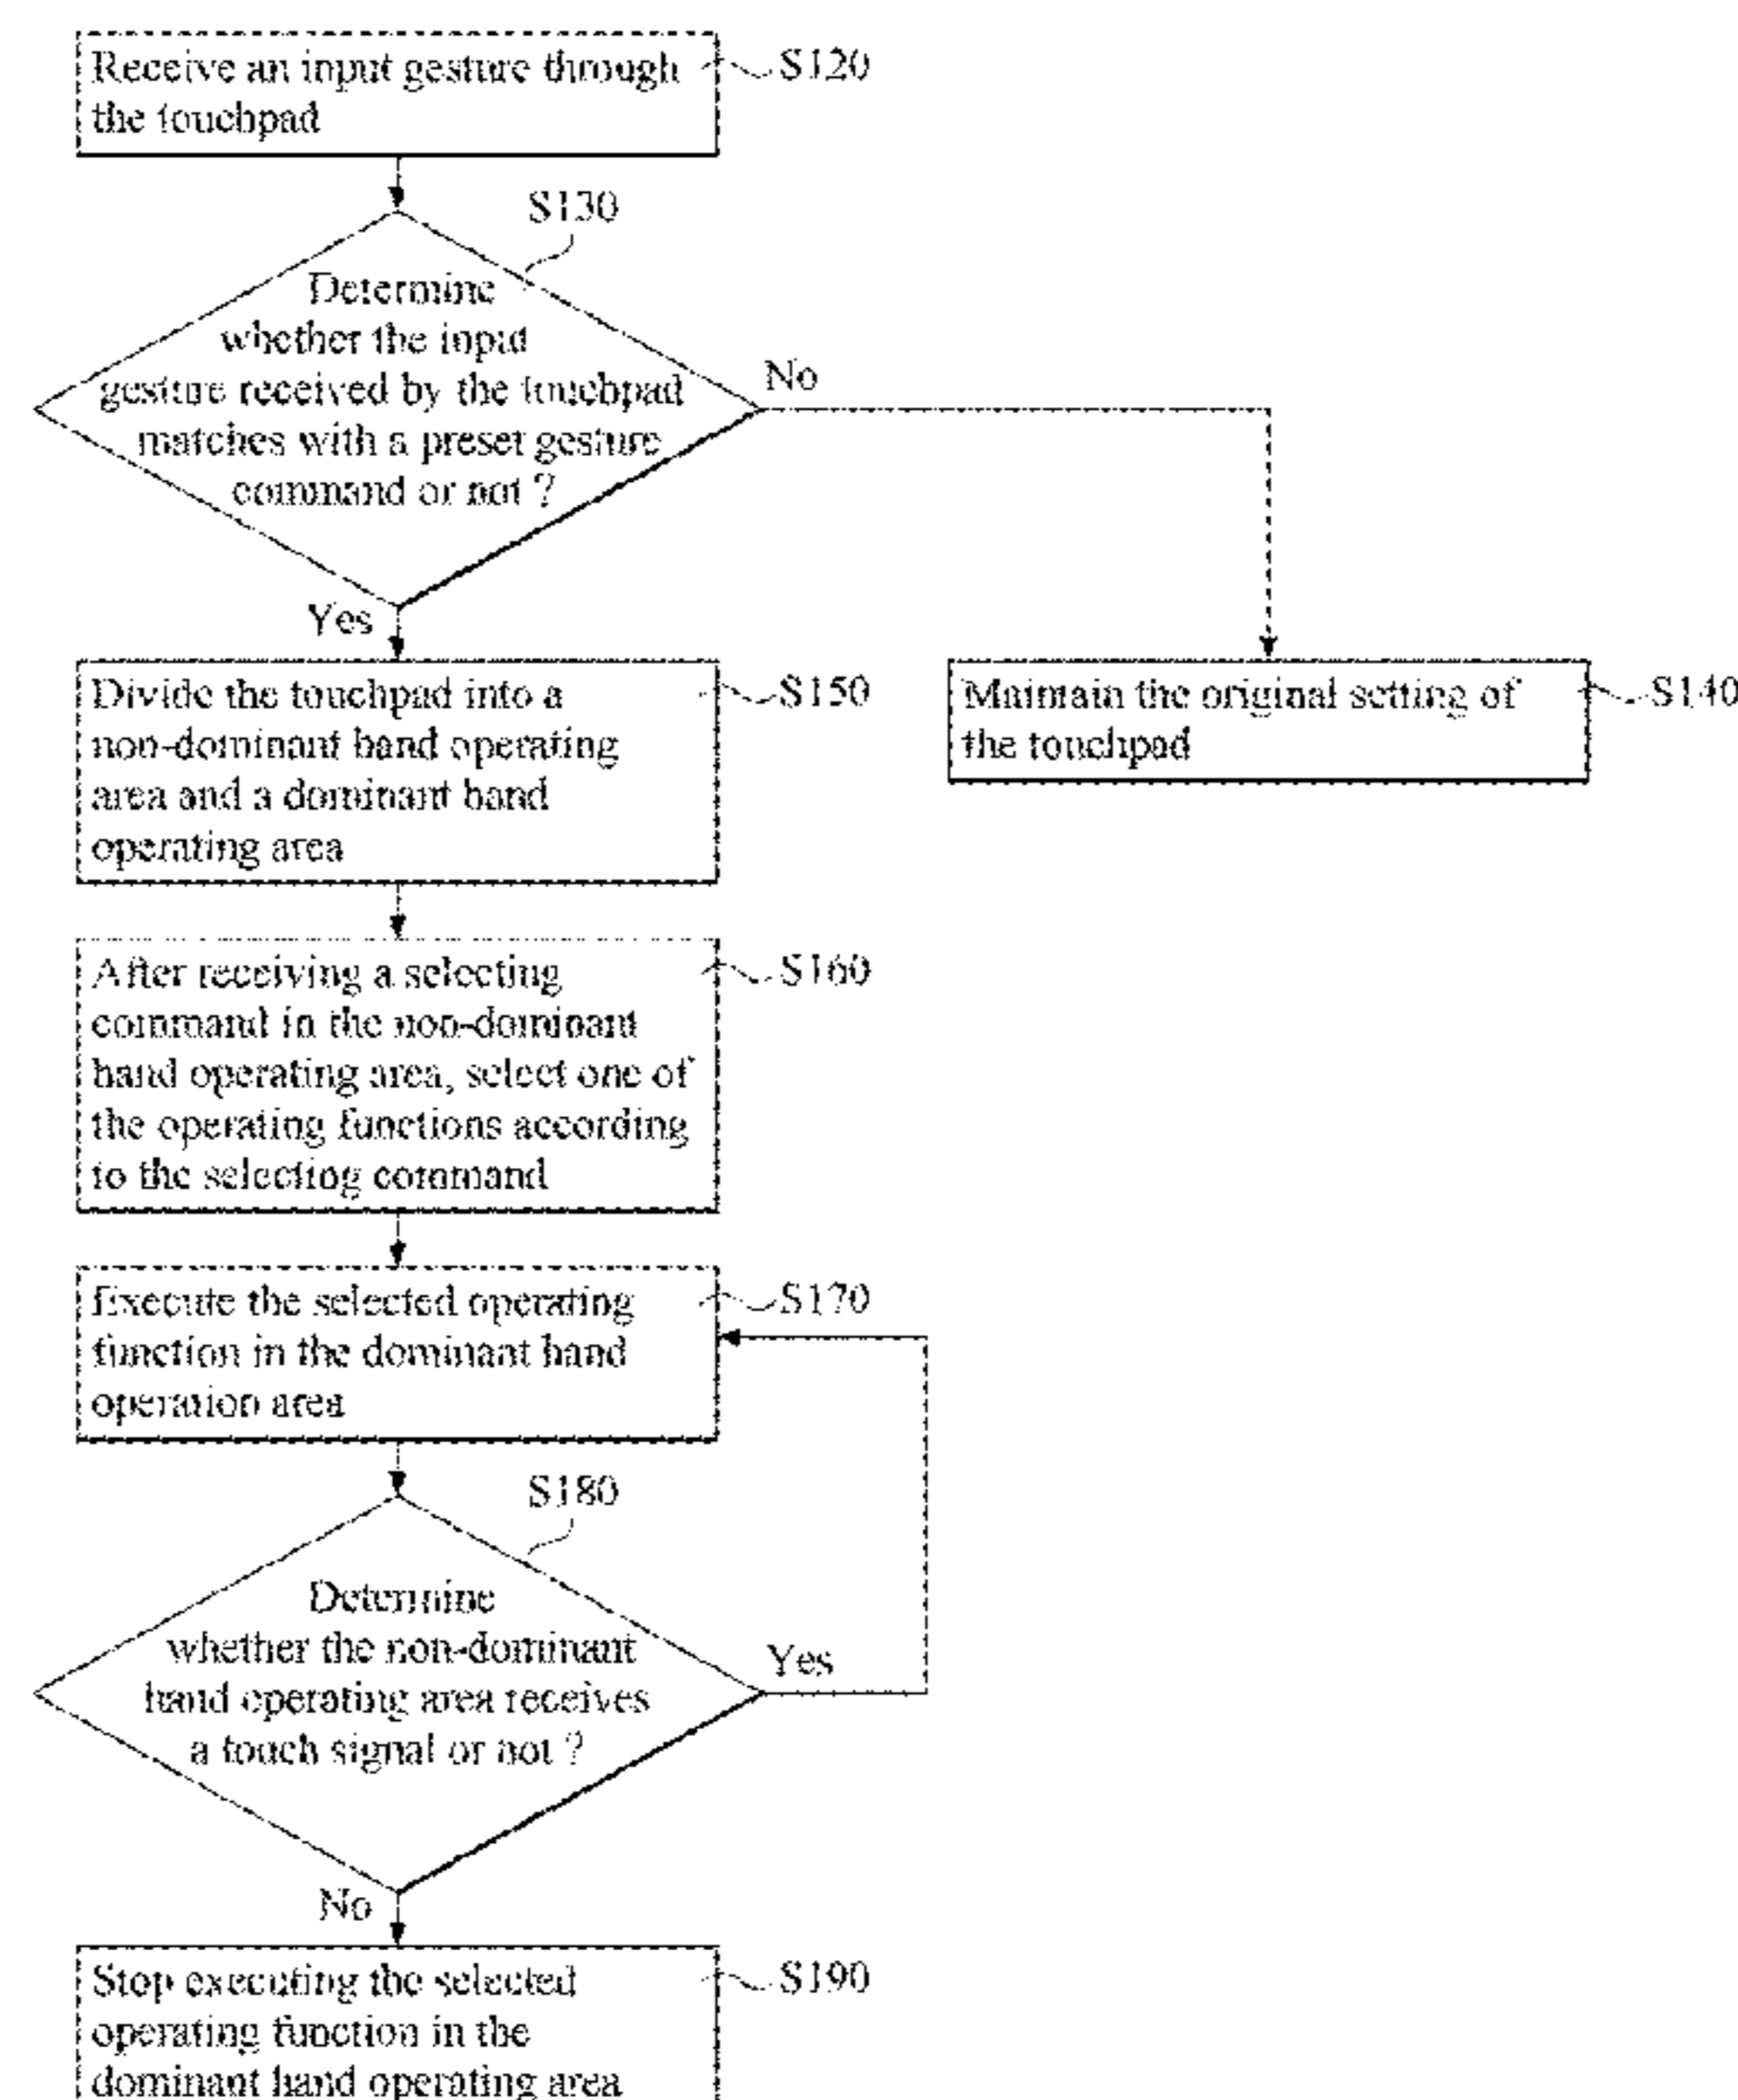 Receive an input gesture through
the touchpad
S120
S130
Determine
whether the input
gesture received by the touchpad
matches with a preset gesture
command or not ?
No
Yes
Divide the touchpad into a
non-dominant hand operating
area and a dominant hand
operating area
S150
Maintain the original setting of
the touchpad
S140
After receiving a selecting
command in the non-dominant
hand operating area, select one of
the operating functions according
to the selecting command
S160
Execute the selected operating
function in the dominant hand
operation area
S170
S180
Determine
whether the non-dominant
hand operating area receives
a touch signal or not ?
Yes
No
Stop executing the selected
operating function in the
dominant hand operating area
S190